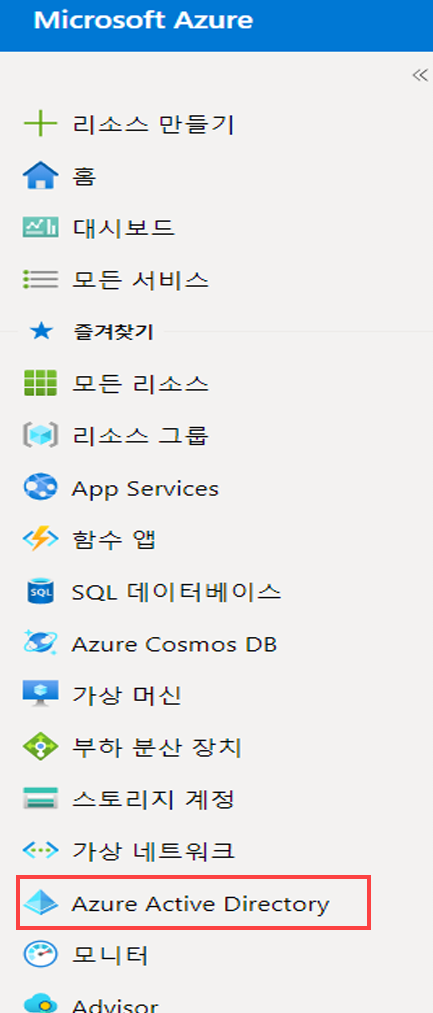 Microsoft Azure
«
리소스 만들기
홈
대시보드
모든 서비스
즐겨찾기
모든 리소스
리소스 그룹
App Services
함수 앱
SQL 데이터베이스
Azure Cosmos DB
가상 머신
부하 분산 장치
스토리지 계정
가상 네트워크
Azure Active Directory
모니터
Advisor